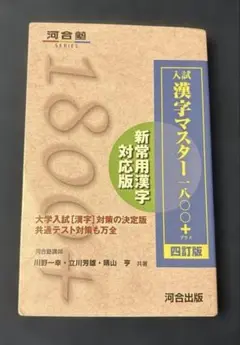 河合塾
SERIES
1800+
入試
漢字マスター一八〇〇+
プラス
四訂版
新常用漢字
対応版
大学入試[漢字]対策の決定版
共通テスト対策も万全
河合塾講師
川野一幸・立川芳雄・晴山 亨 共著
河合出版